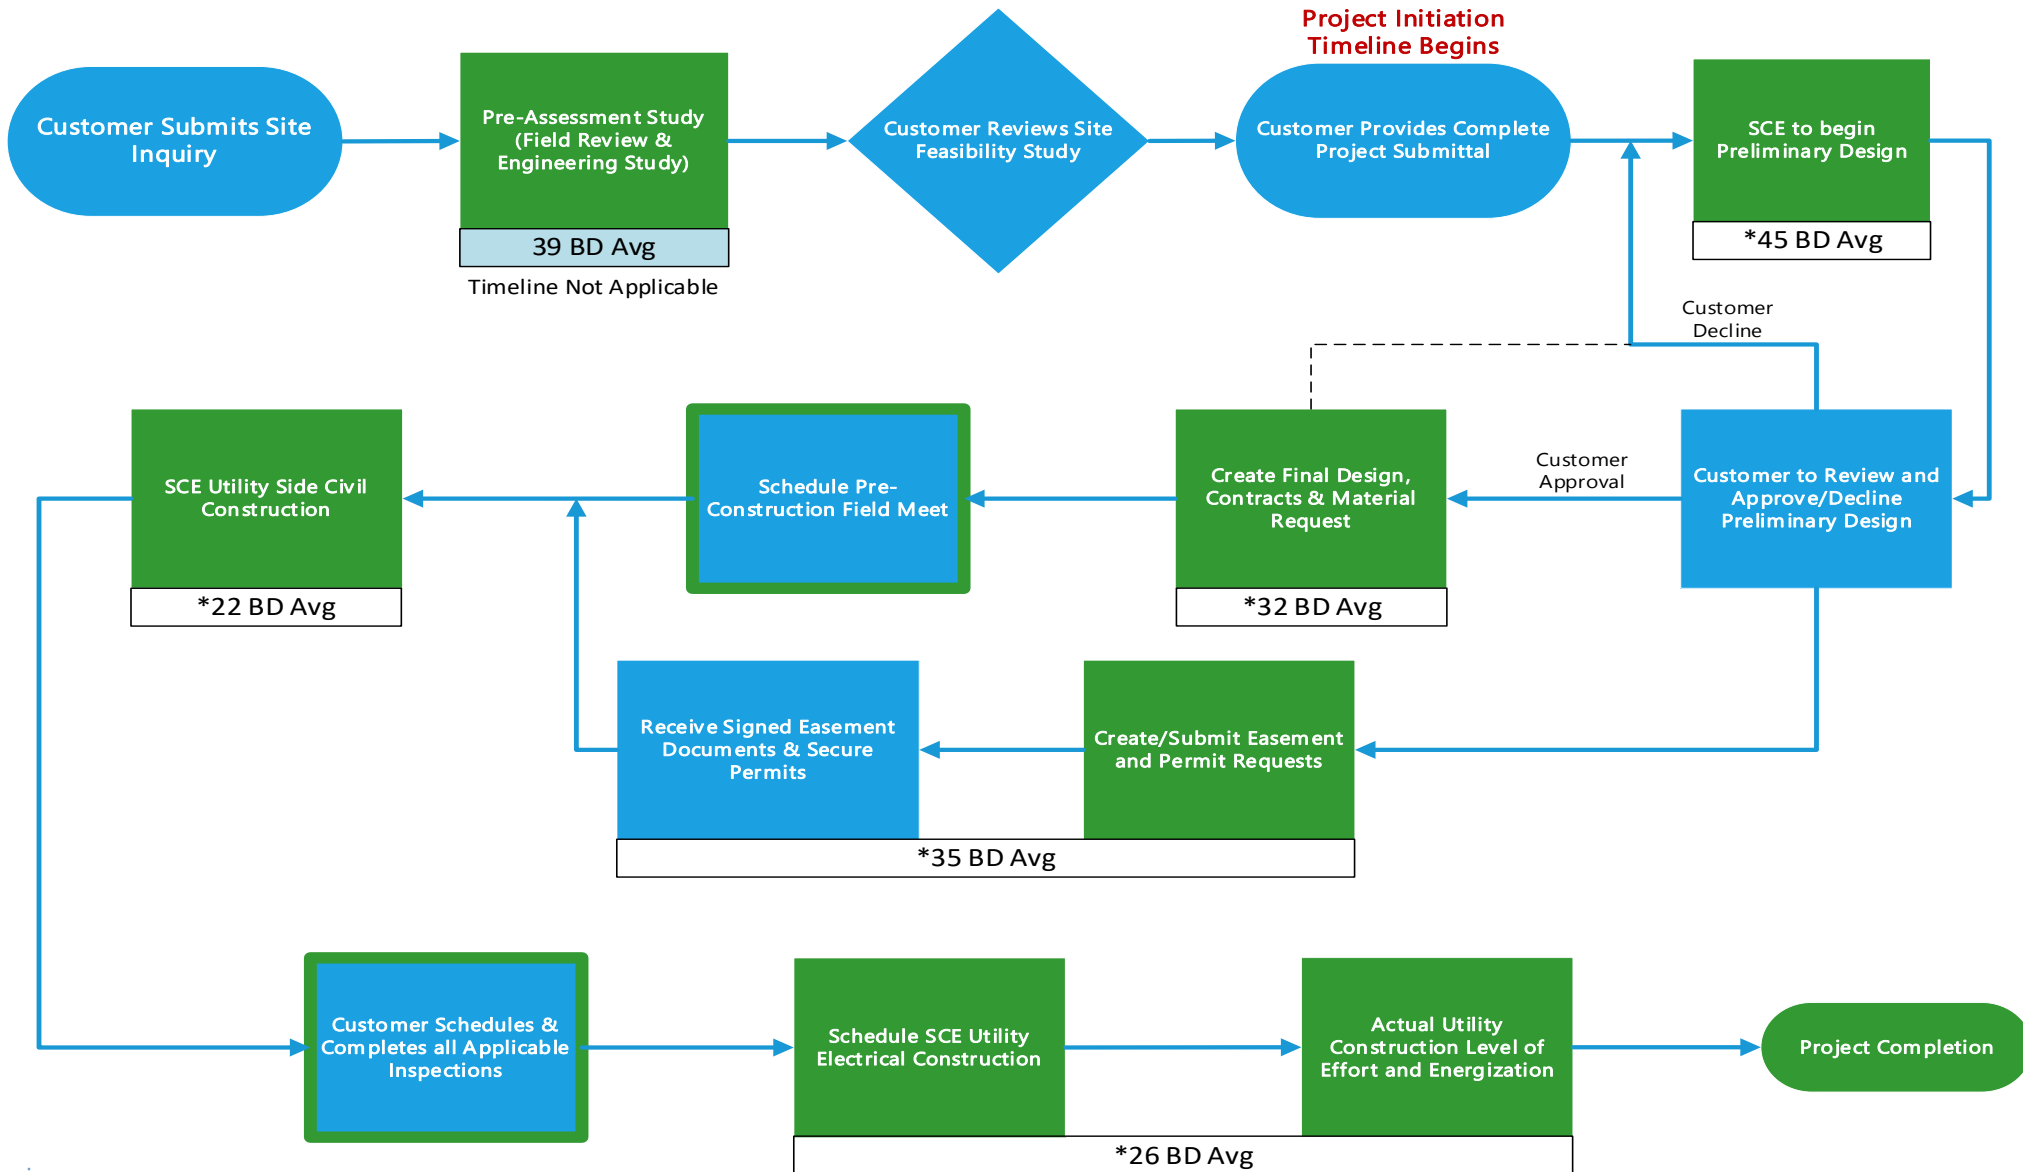 Project Initiation
Timeline Begins
Customer Submits Site
Inquiry
Pre-Assessment Study
(Field Review &
Engineering Study)
39 BD Avg
Timeline Not Applicable
Customer Reviews Site
Feasibility Study
Customer Provides Complete
Project Submittal
SCE to begin
Preliminary Design
*45 BD Avg
Customer
Decline
Customer to Review and
Approve/Decline
Preliminary Design
Customer
Approval
Create Final Design,
Contracts & Material
Request
*32 BD Avg
Schedule Pre-
Construction Field Meet
SCE Utility Side Civil
Construction
*22 BD Avg
Create/Submit Easement
and Permit Requests
Receive Signed Easement
Documents & Secure
Permits
*35 BD Avg
Customer Schedules &
Completes all Applicable
Inspections
Schedule SCE Utility
Electrical Construction
Actual Utility
Construction Level of
Effort and Energization
*26 BD Avg
Project Completion